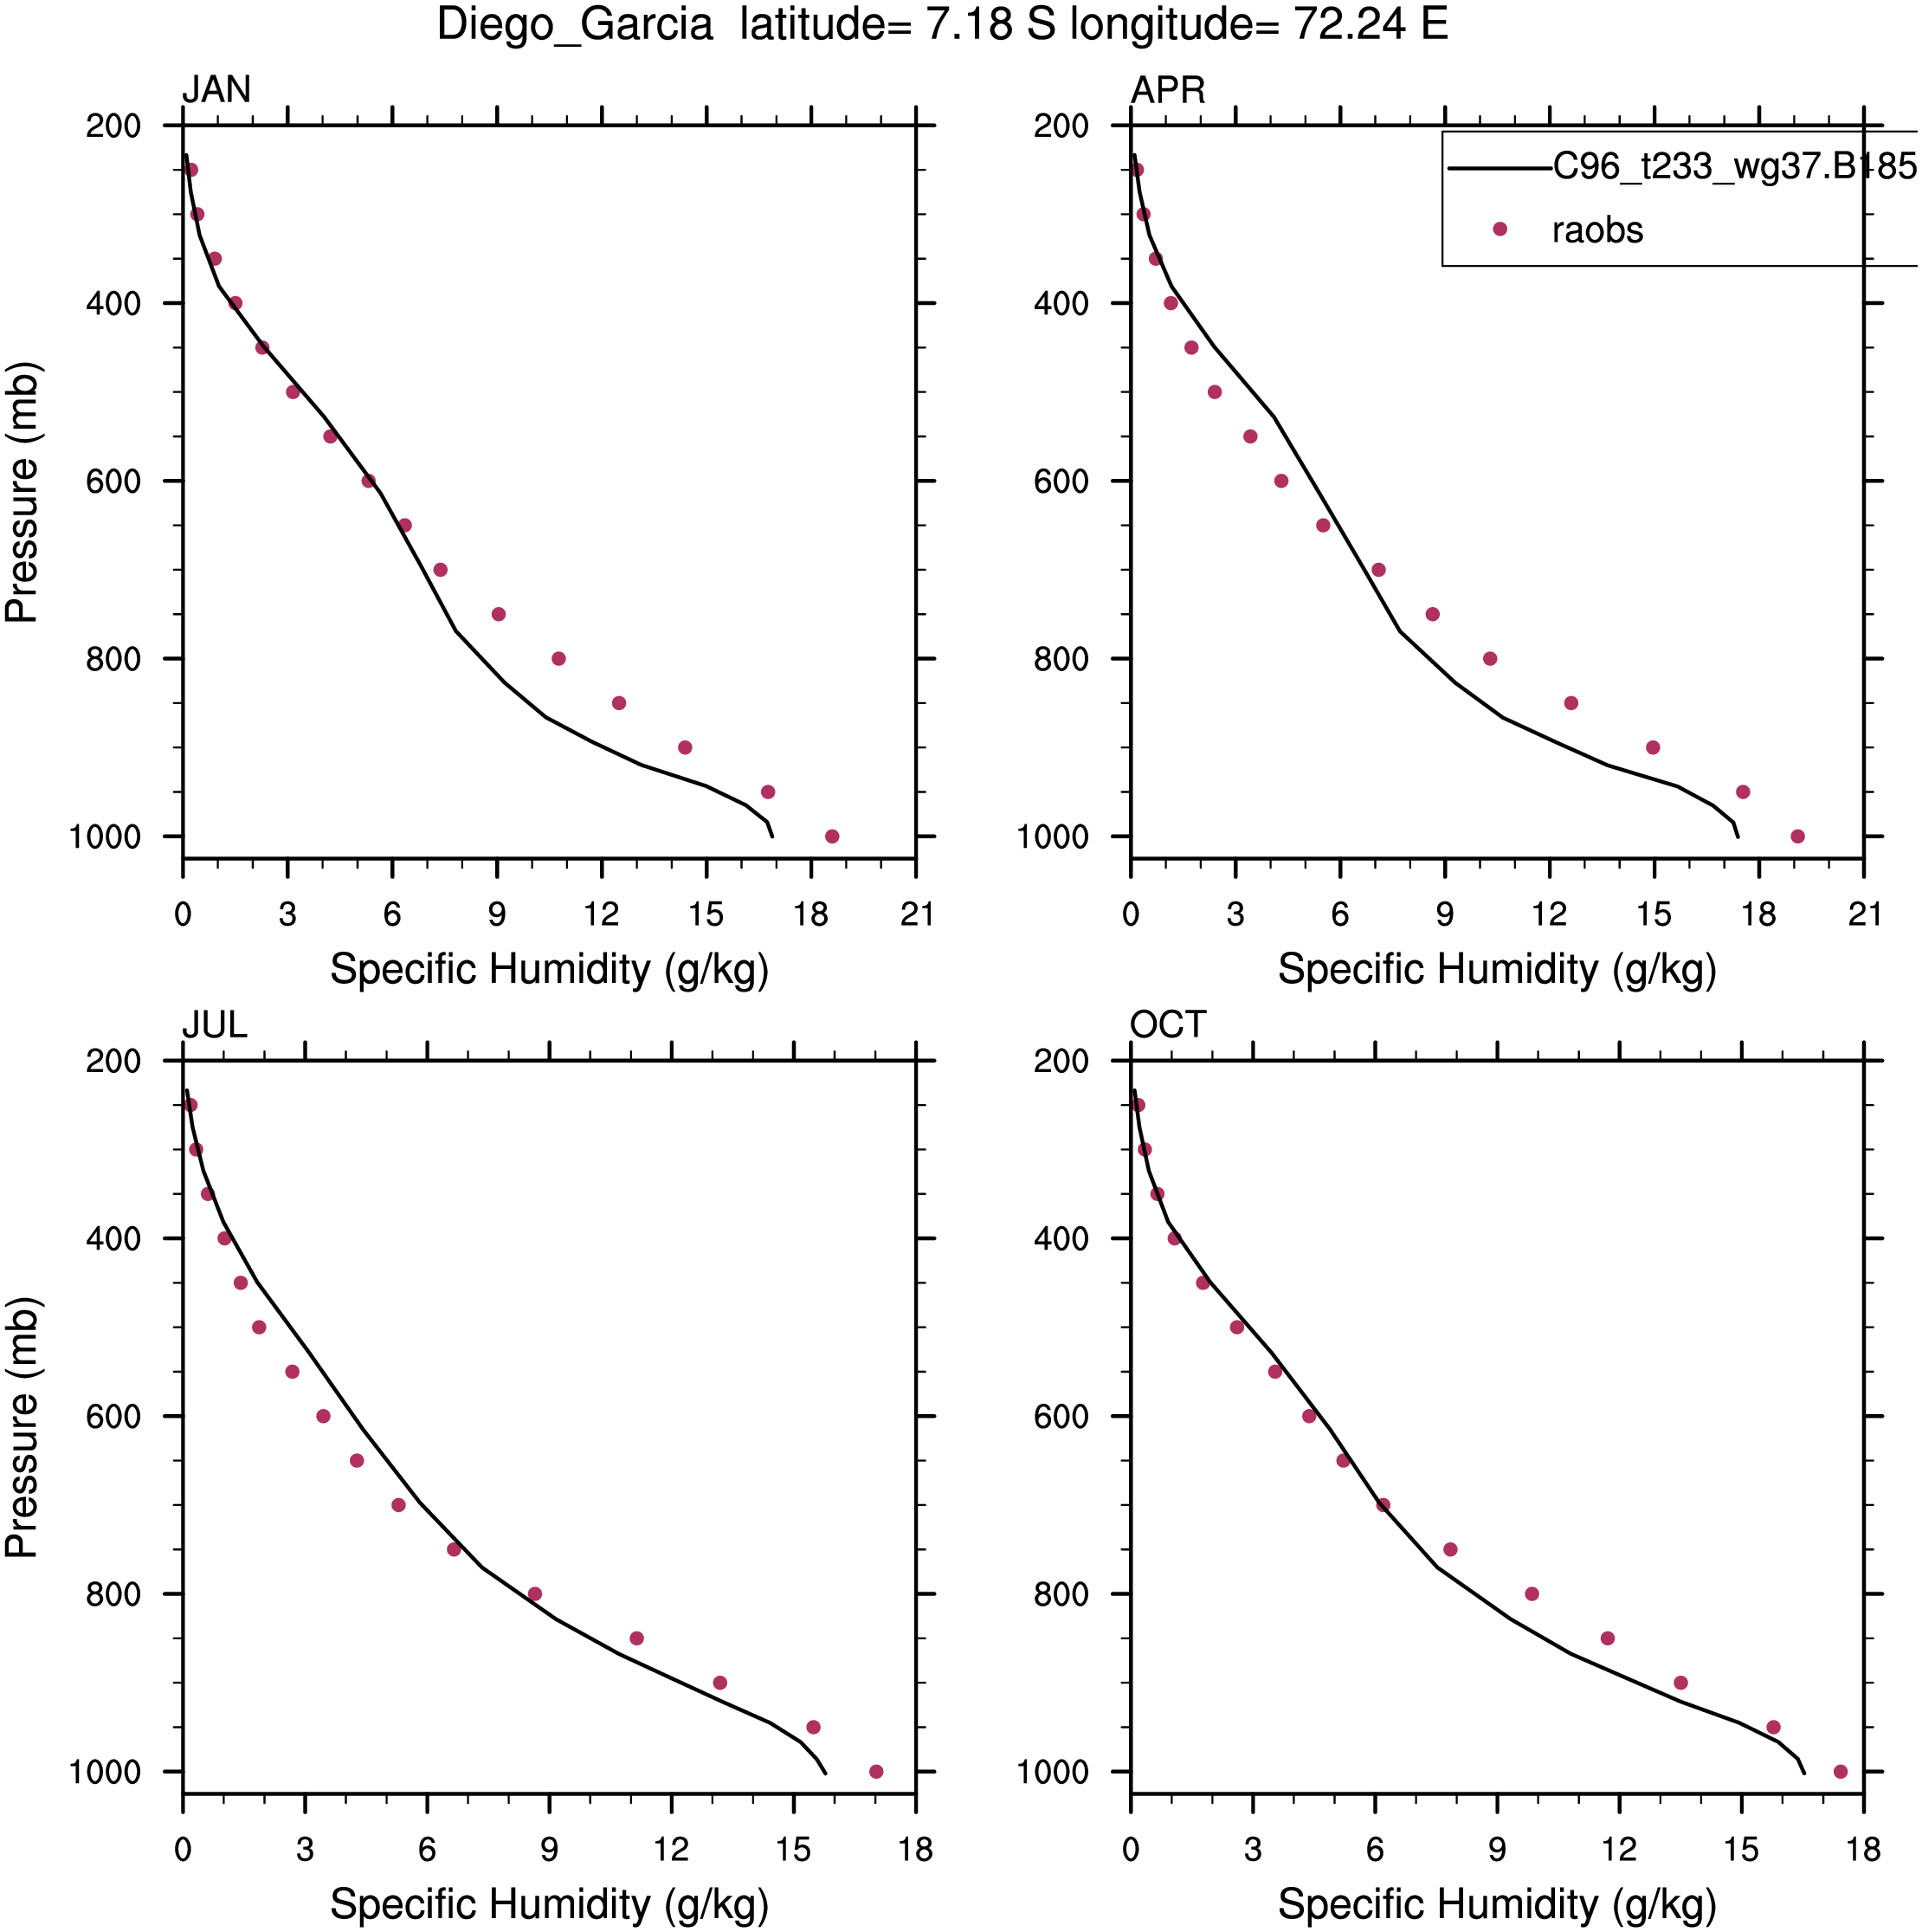 Diego_Garcia latitude= 7.18 S longitude= 72.24 E
JAN
200
400
600
800
1000
Pressure (mb)
0 3 6 9 12 15 18 21
Specific Humidity (g/kg)
APR
C96_t233_wg37.B185
raobs
200
400
600
800
1000
0 3 6 9 12 15 18 21
Specific Humidity (g/kg)
JUL
200
400
600
800
1000
Pressure (mb)
0 3 6 9 12 15 18
Specific Humidity (g/kg)
OCT
200
400
600
800
1000
0 3 6 9 12 15 18
Specific Humidity (g/kg)